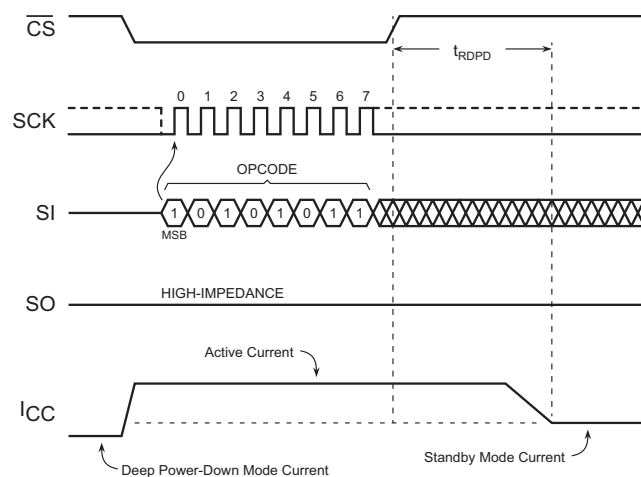 CS
tRDPD
0 1 2 3 4 5 6 7
SCK
OPCODE
SI
1 0 1 0 1 0 1 1
MSB
HIGH-IMPEDANCE
SO
Active Current
ICC
Deep Power-Down Mode Current
Standby Mode Current